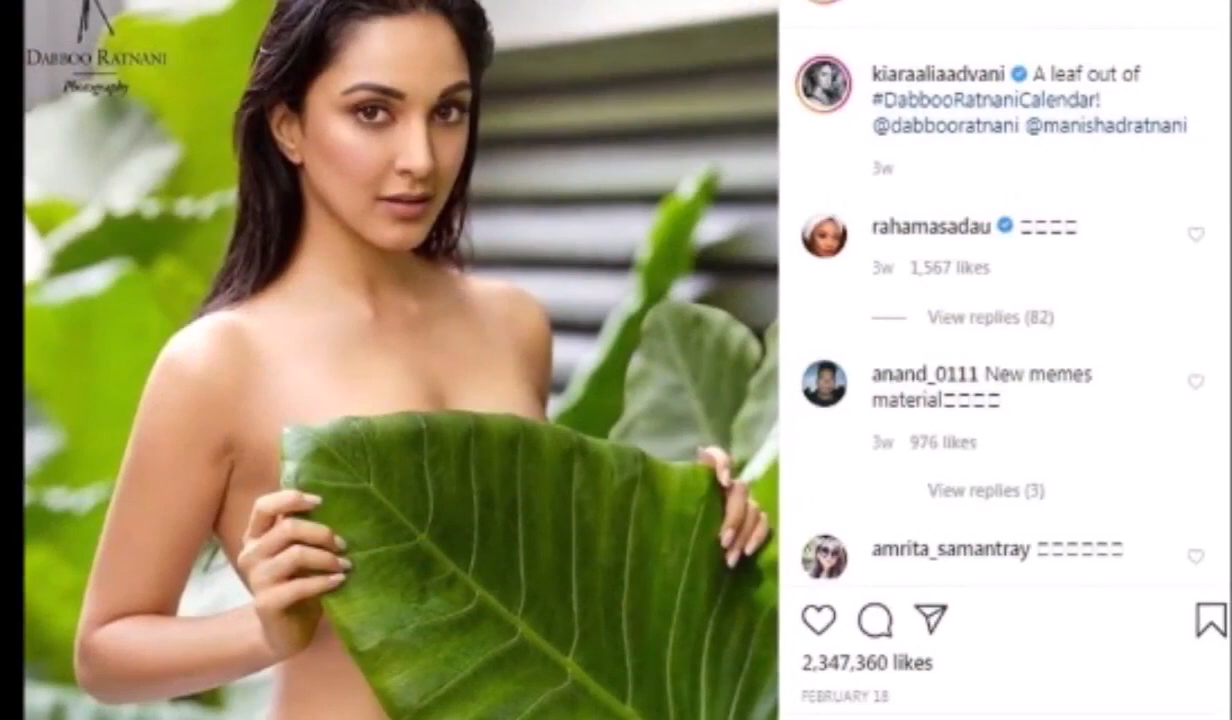 DABBOO RATNANI
Photography
kiaraaliaadvani A leaf out of
#DabbooRatnaniCalendar!
@dabbooratnani @manishadratnani
3w
rahamasadau
3w 1,567 likes
View replies (82)
anand_0111 New memes
material
3w 976 likes
View replies (3)
amrita_samantray
2,347,360 likes
FEBRUARY 18